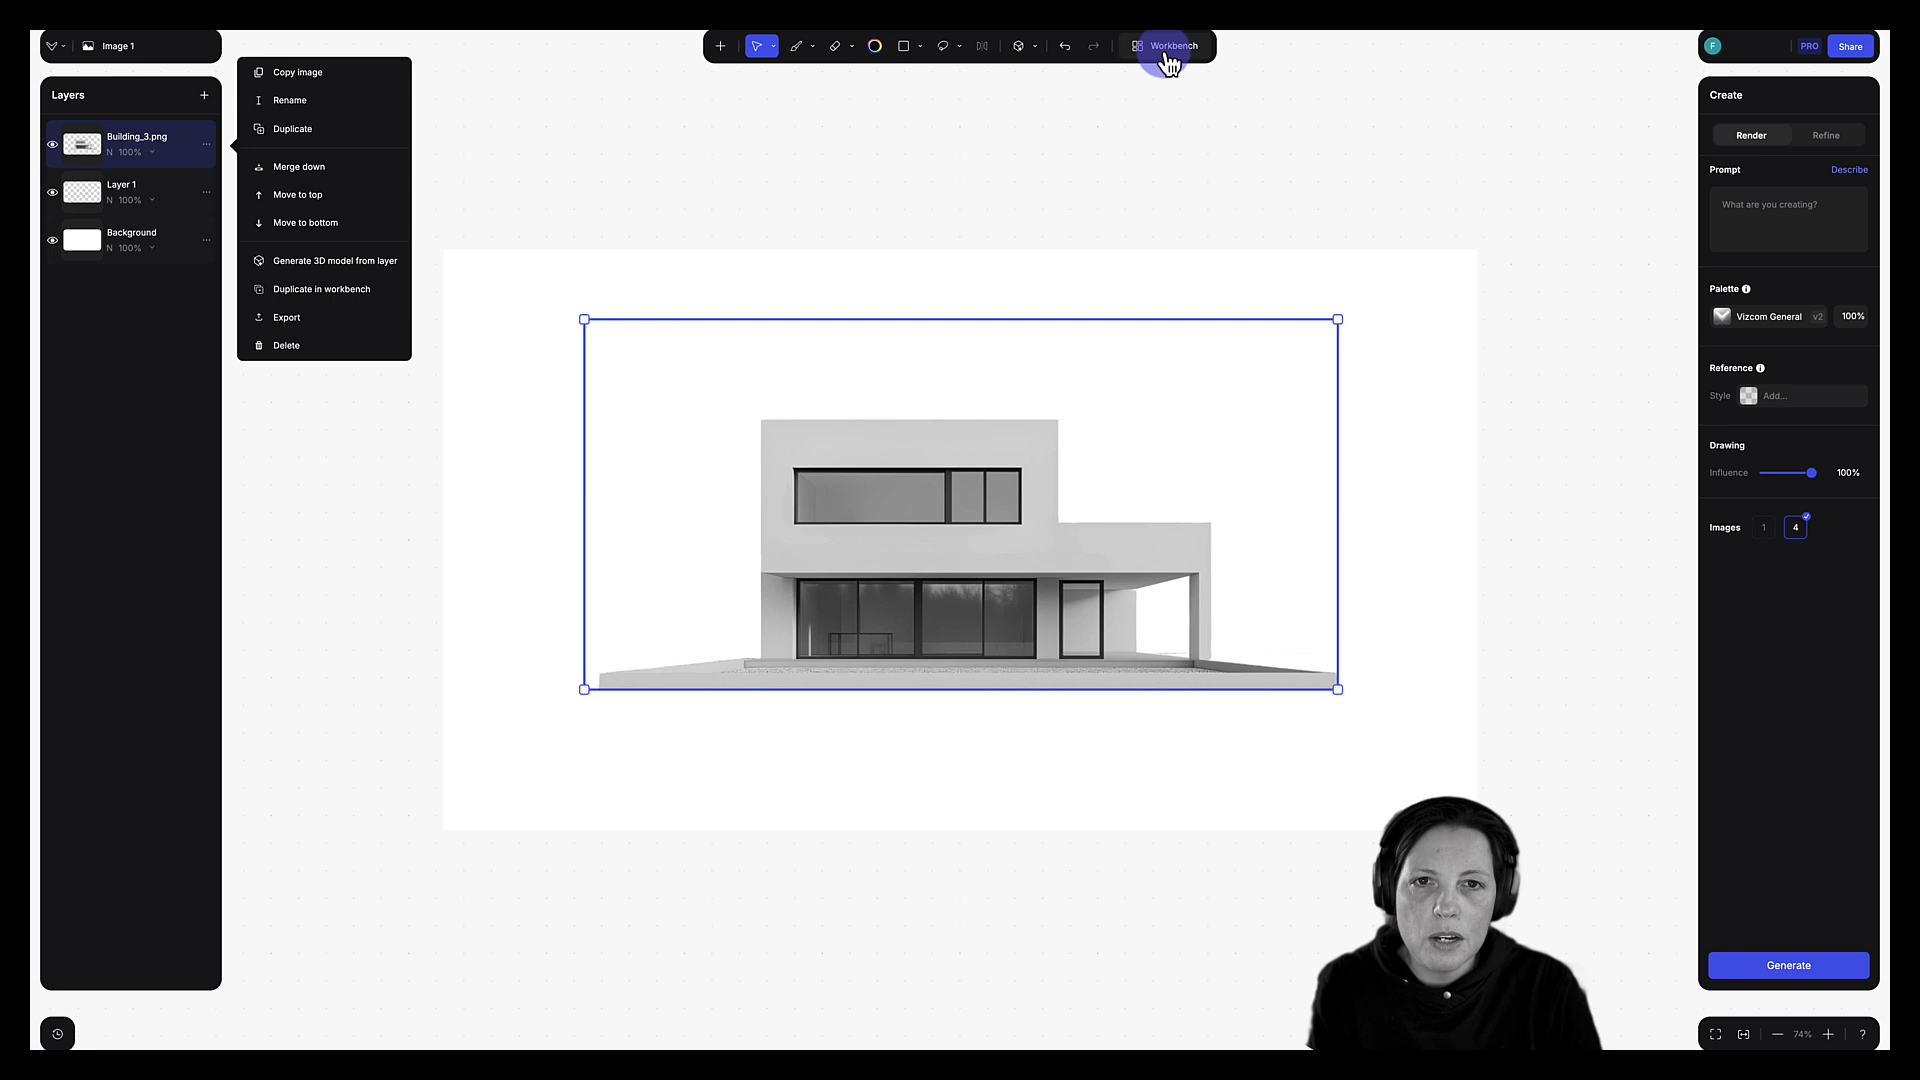 Image 1
Workbench
F
PRO
Share
Layers
Building_3.png
N 100%
Layer 1
N 100%
Background
N 100%
Copy image
Rename
Duplicate
Merge down
Move to top
Move to bottom
Generate 3D model from layer
Duplicate in workbench
Export
Delete
Create
Render
Refine
Prompt
Describe
What are you creating?
Palette
Vizcom General v2 100%
Reference
Style Add...
Drawing
Influence 100%
Images 1 4
Generate
74% ?